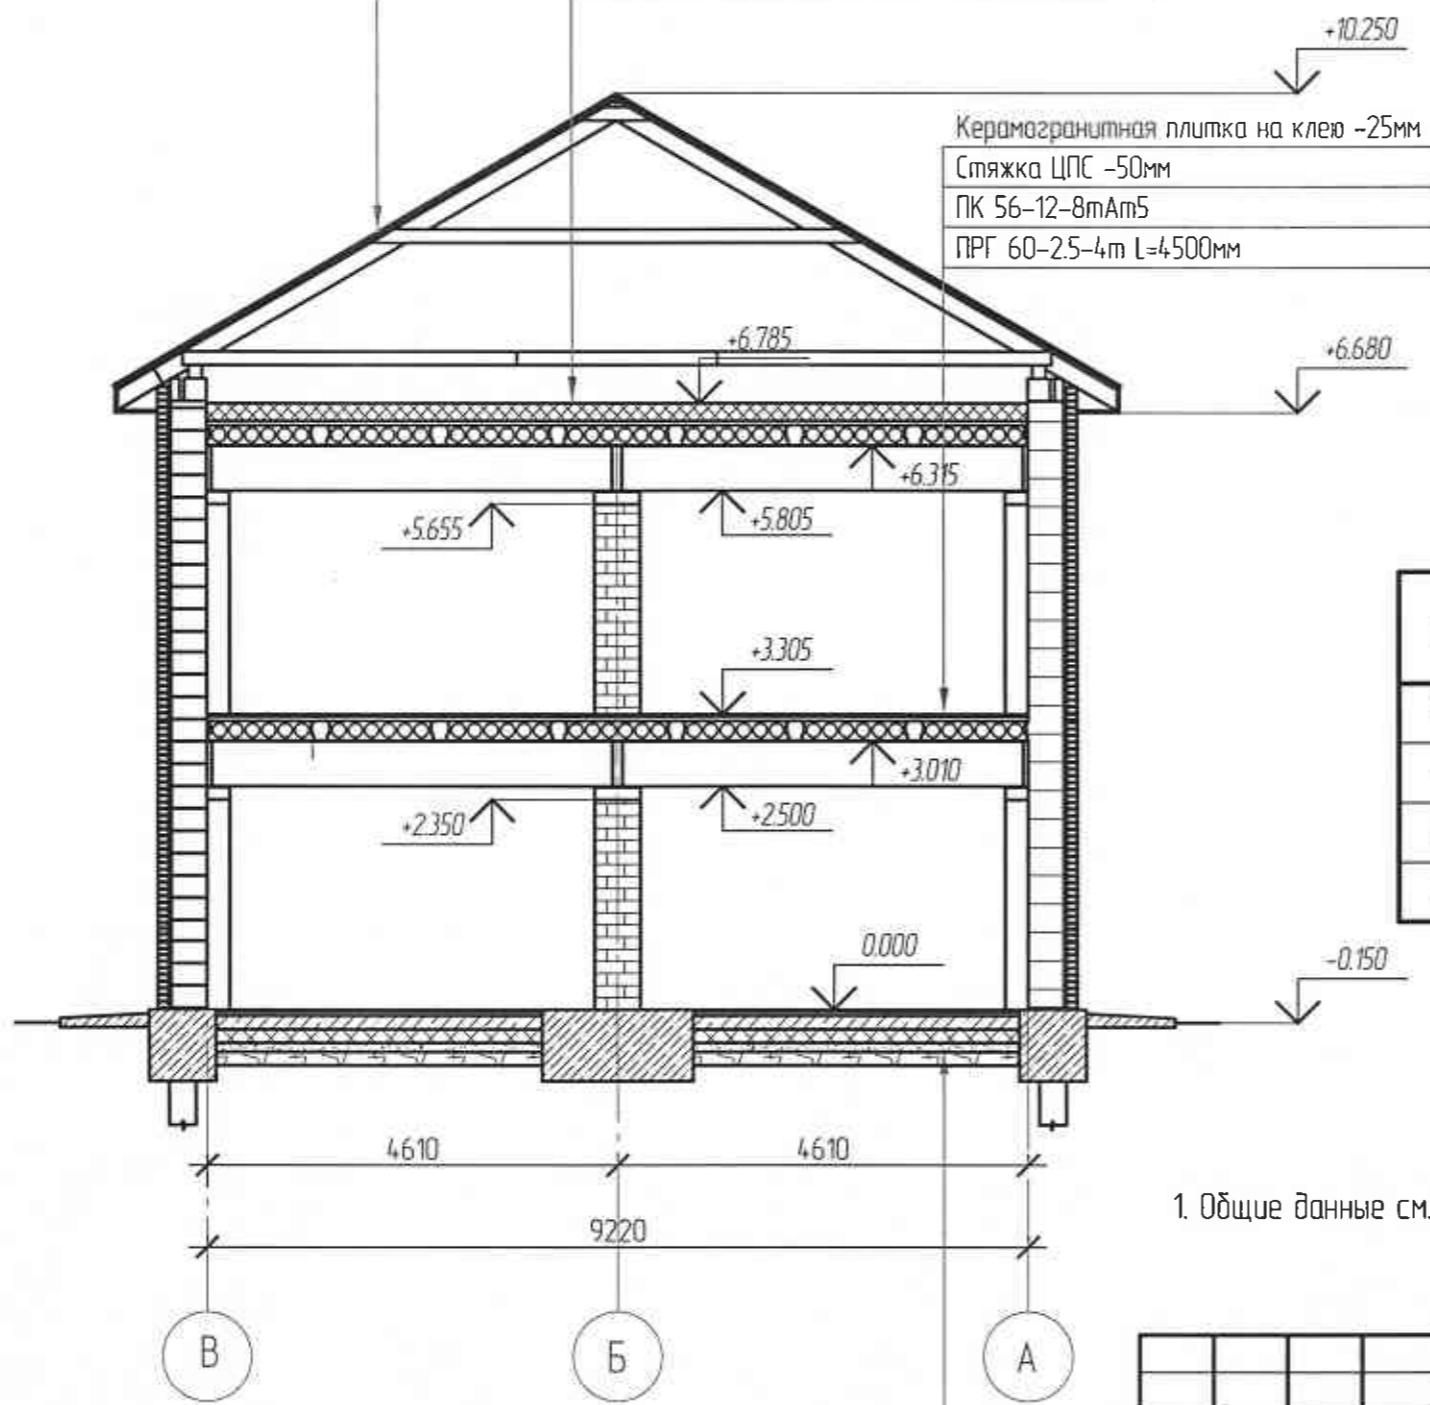 +10.250
Керамогранитная плитка на клею -25мм
Стяжка ЦПС -50мм
ПК 56-12-8тАт5
ПРГ 60-2.5-4т L=4500мм
+6.785
+6.680
+6.315
+5.655
+5.805
+3.305
+3.010
+2.350
+2.500
0.000
-0.150
4610
4610
1. Общие данные см.
9220
В
Б
А